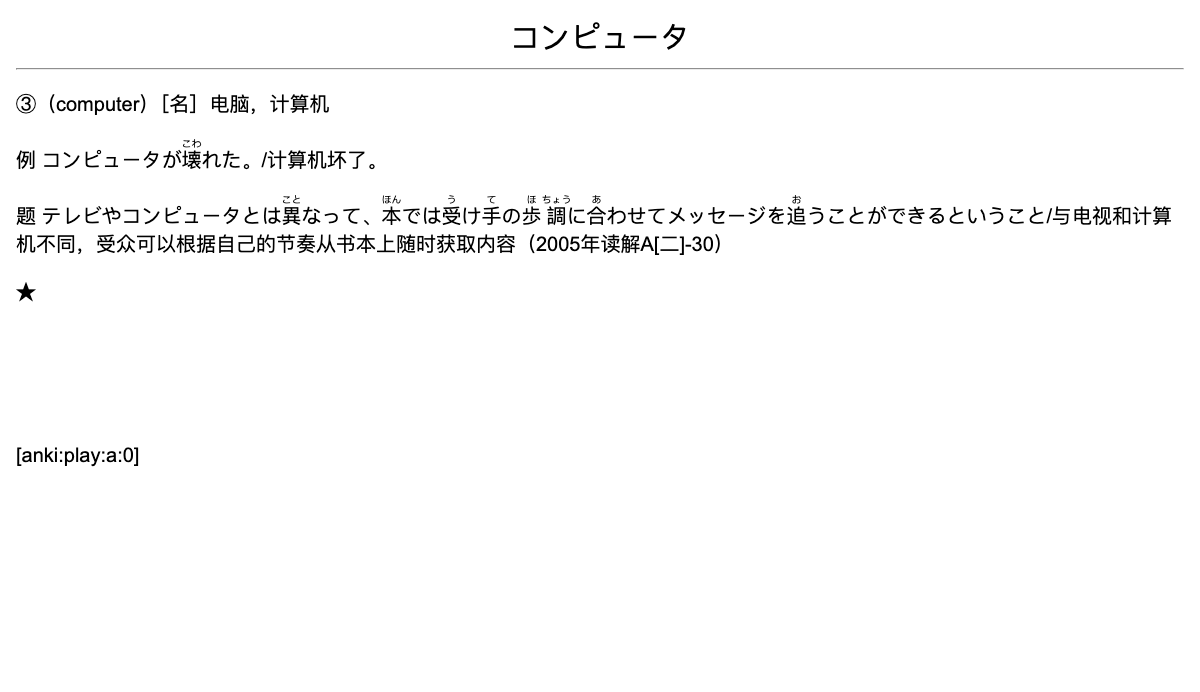 コンピュータ
③（computer）［名］电脑，计算机
例 コンピュータが壊れた。/计算机坏了。
こわ
题 テレビやコンピュータとは異なって、本では受け手の歩調に合わせてメッセージを追うことができるということ/与电视和计算
こと ほん う て ほ ちょう あ お
机不同，受众可以根据自己的节奏从书本上随时获取内容（2005年读解A[二]-30）
★
[anki:play:a:0]